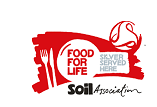 FOOD
FOR
LIFE
SILVER
SERVED
HERE
Soil Association